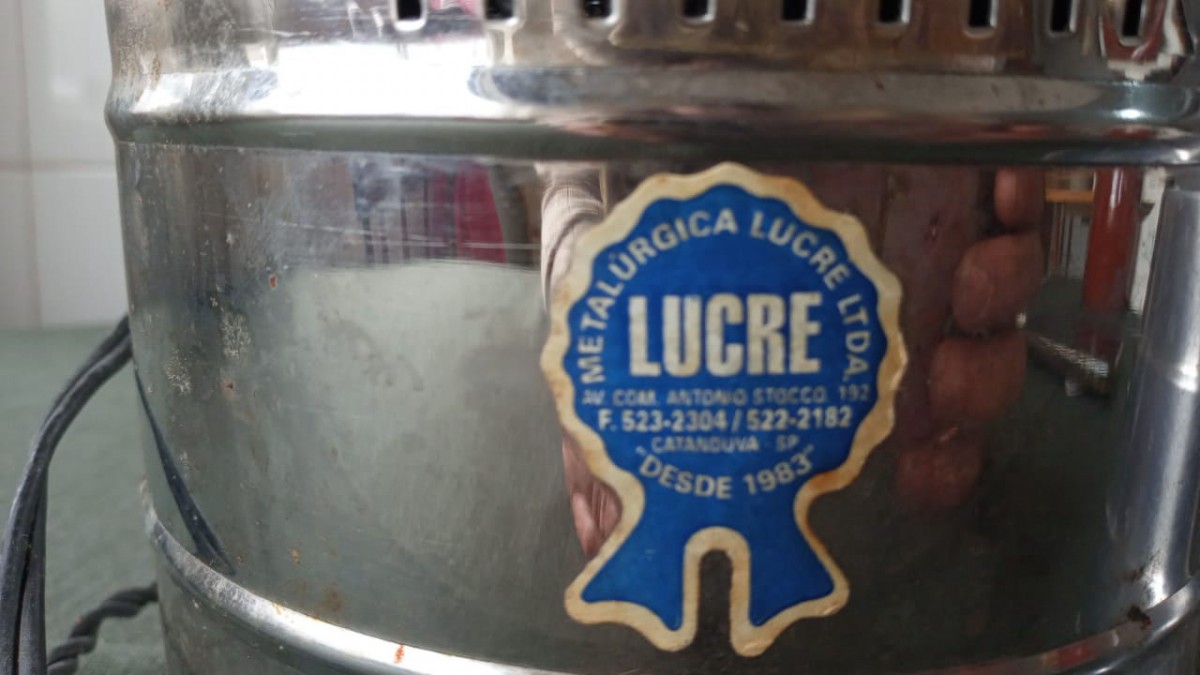 METALÚRGICA LUCRE LTDA.
LUCRE
AV. COM. ANTONIO STOCCO, 192
F. 523-2304 / 522-2182
CATANDUVA - SP
"DESDE 1983"